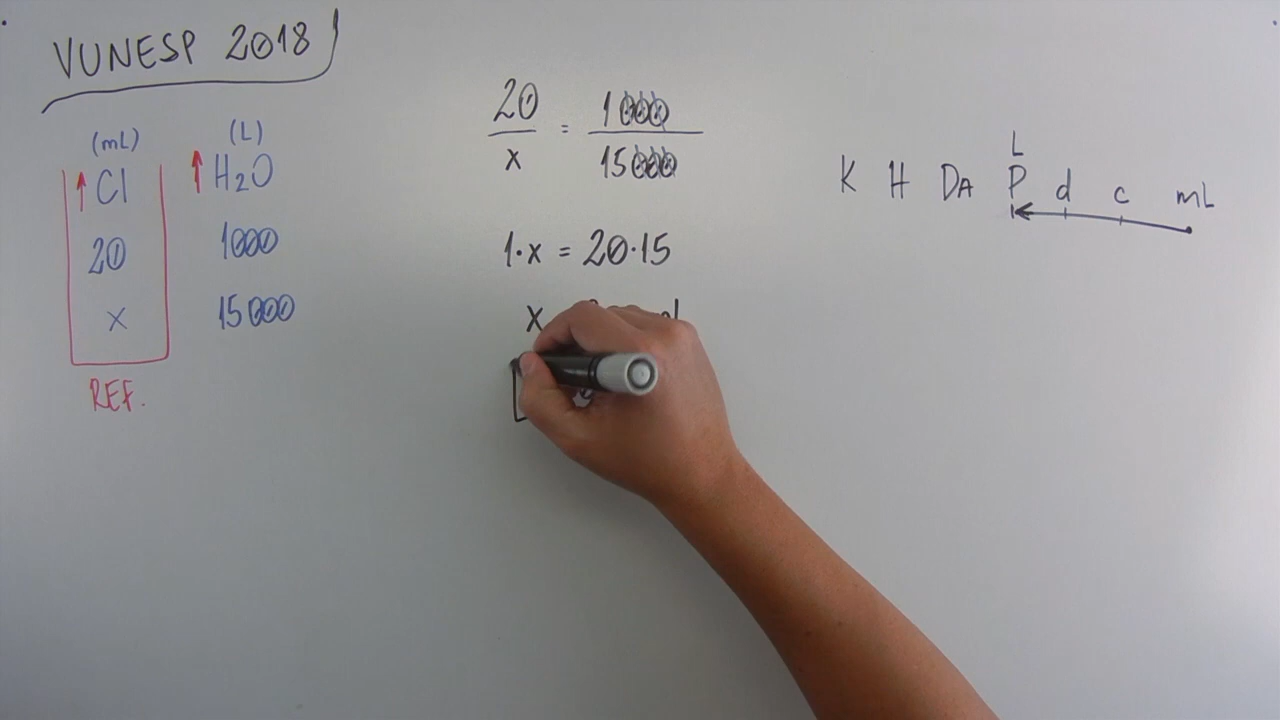 VUNESP 2018
(mL) (L)
Cl H₂O
20 1000
x 15000
REF.
20/x = 1000/15000
1·x = 20·15
x
L
K H DA P d c mL